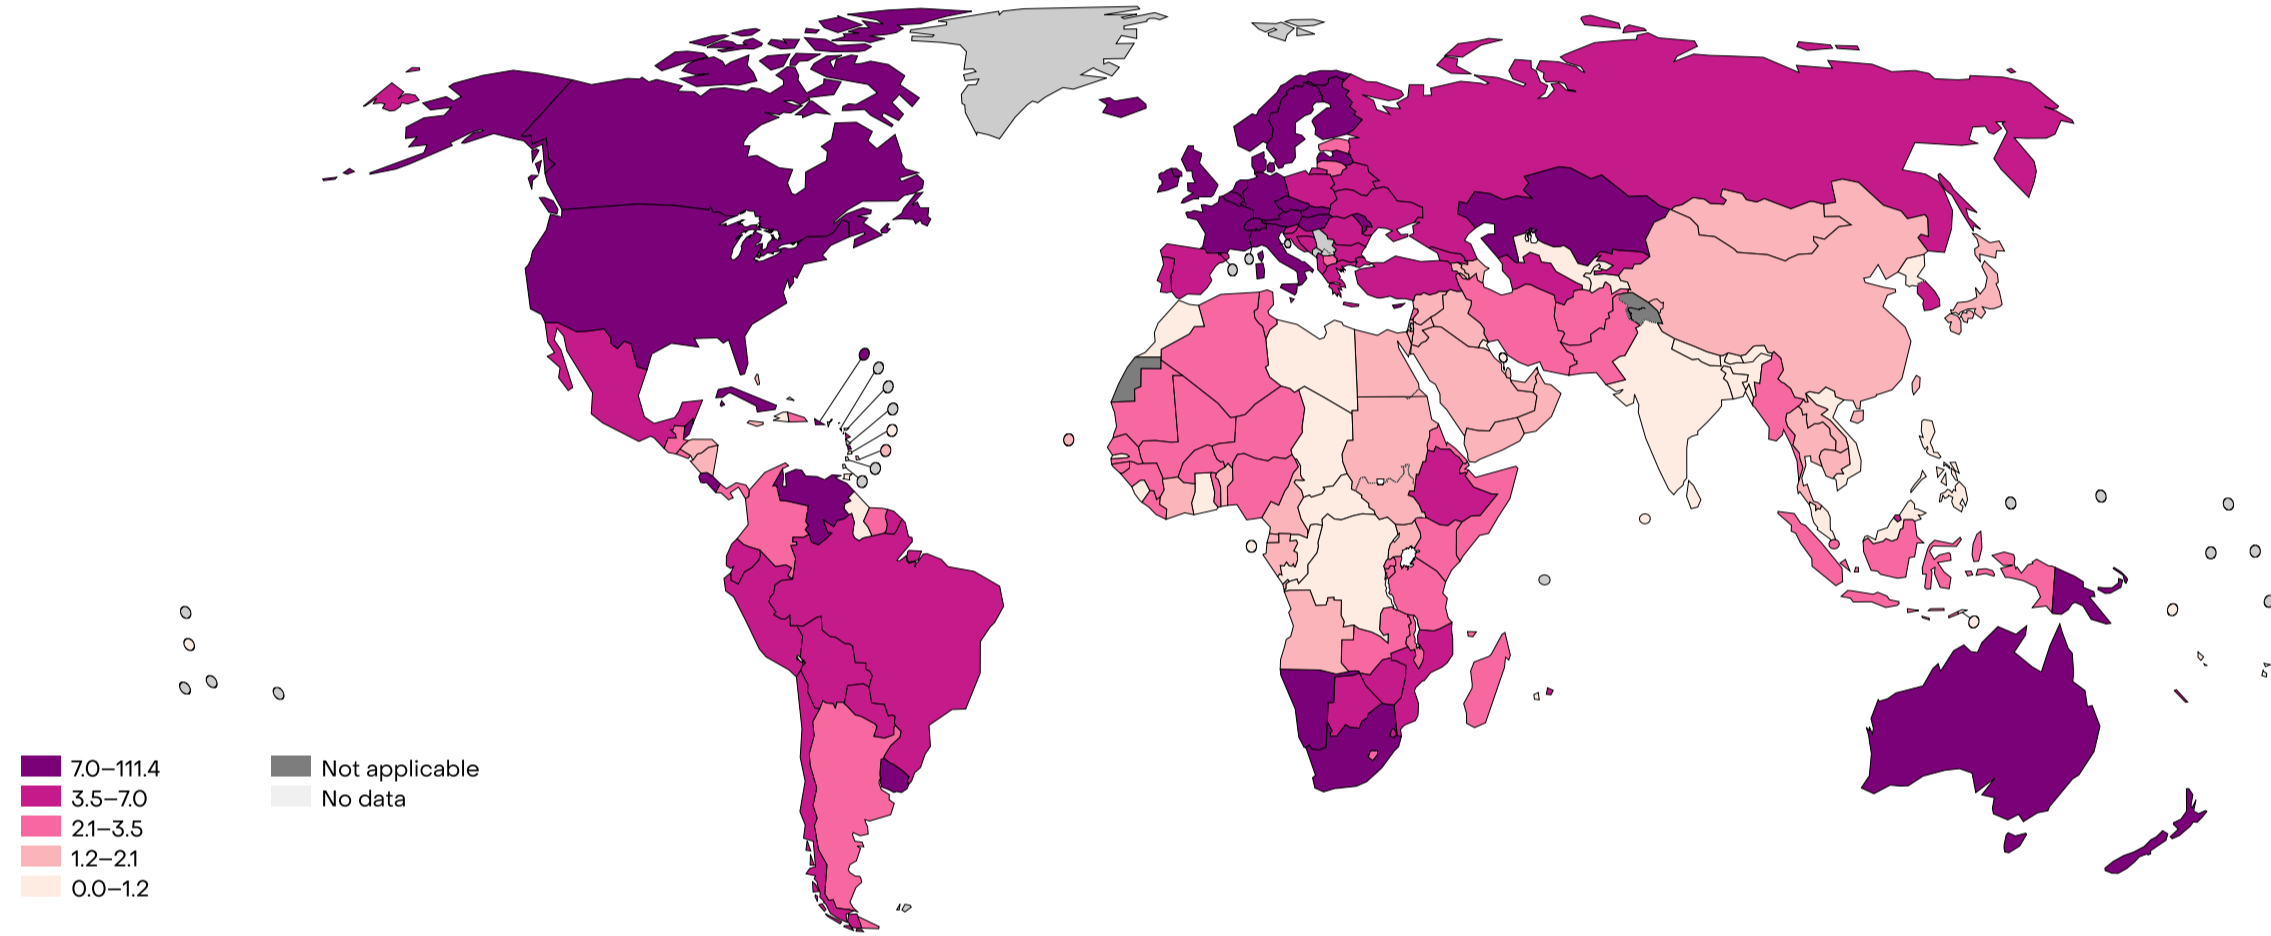 7.0–111.4
3.5–7.0
2.1–3.5
1.2–2.1
0.0–1.2
Not applicable
No data